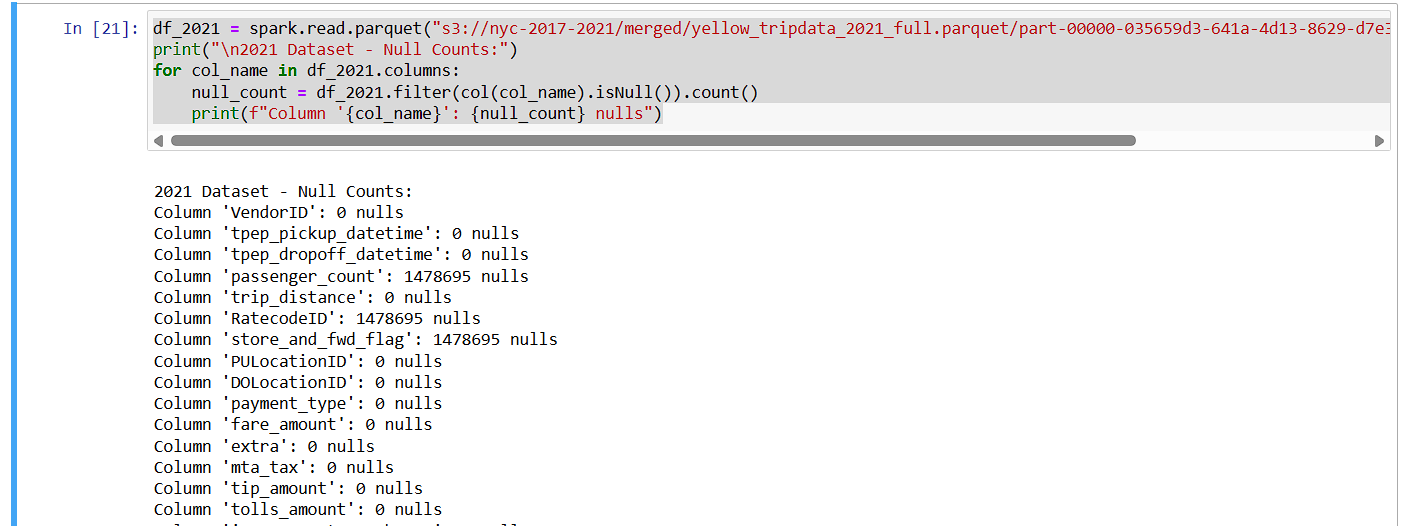 In [21]: df_2021 = spark.read.parquet("s3://nyc-2017-2021/merged/yellow_tripdata_2021_full.parquet/part-00000-035659d3-641a-4d13-8629-d7e3
print("\n2021 Dataset - Null Counts:")
for col_name in df_2021.columns:
    null_count = df_2021.filter(col(col_name).isNull()).count()
    print(f"Column '{col_name}': {null_count} nulls")
2021 Dataset - Null Counts:
Column 'VendorID': 0 nulls
Column 'tpep_pickup_datetime': 0 nulls
Column 'tpep_dropoff_datetime': 0 nulls
Column 'passenger_count': 1478695 nulls
Column 'trip_distance': 0 nulls
Column 'RatecodeID': 1478695 nulls
Column 'store_and_fwd_flag': 1478695 nulls
Column 'PULocationID': 0 nulls
Column 'DOLocationID': 0 nulls
Column 'payment_type': 0 nulls
Column 'fare_amount': 0 nulls
Column 'extra': 0 nulls
Column 'mta_tax': 0 nulls
Column 'tip_amount': 0 nulls
Column 'tolls_amount': 0 nulls